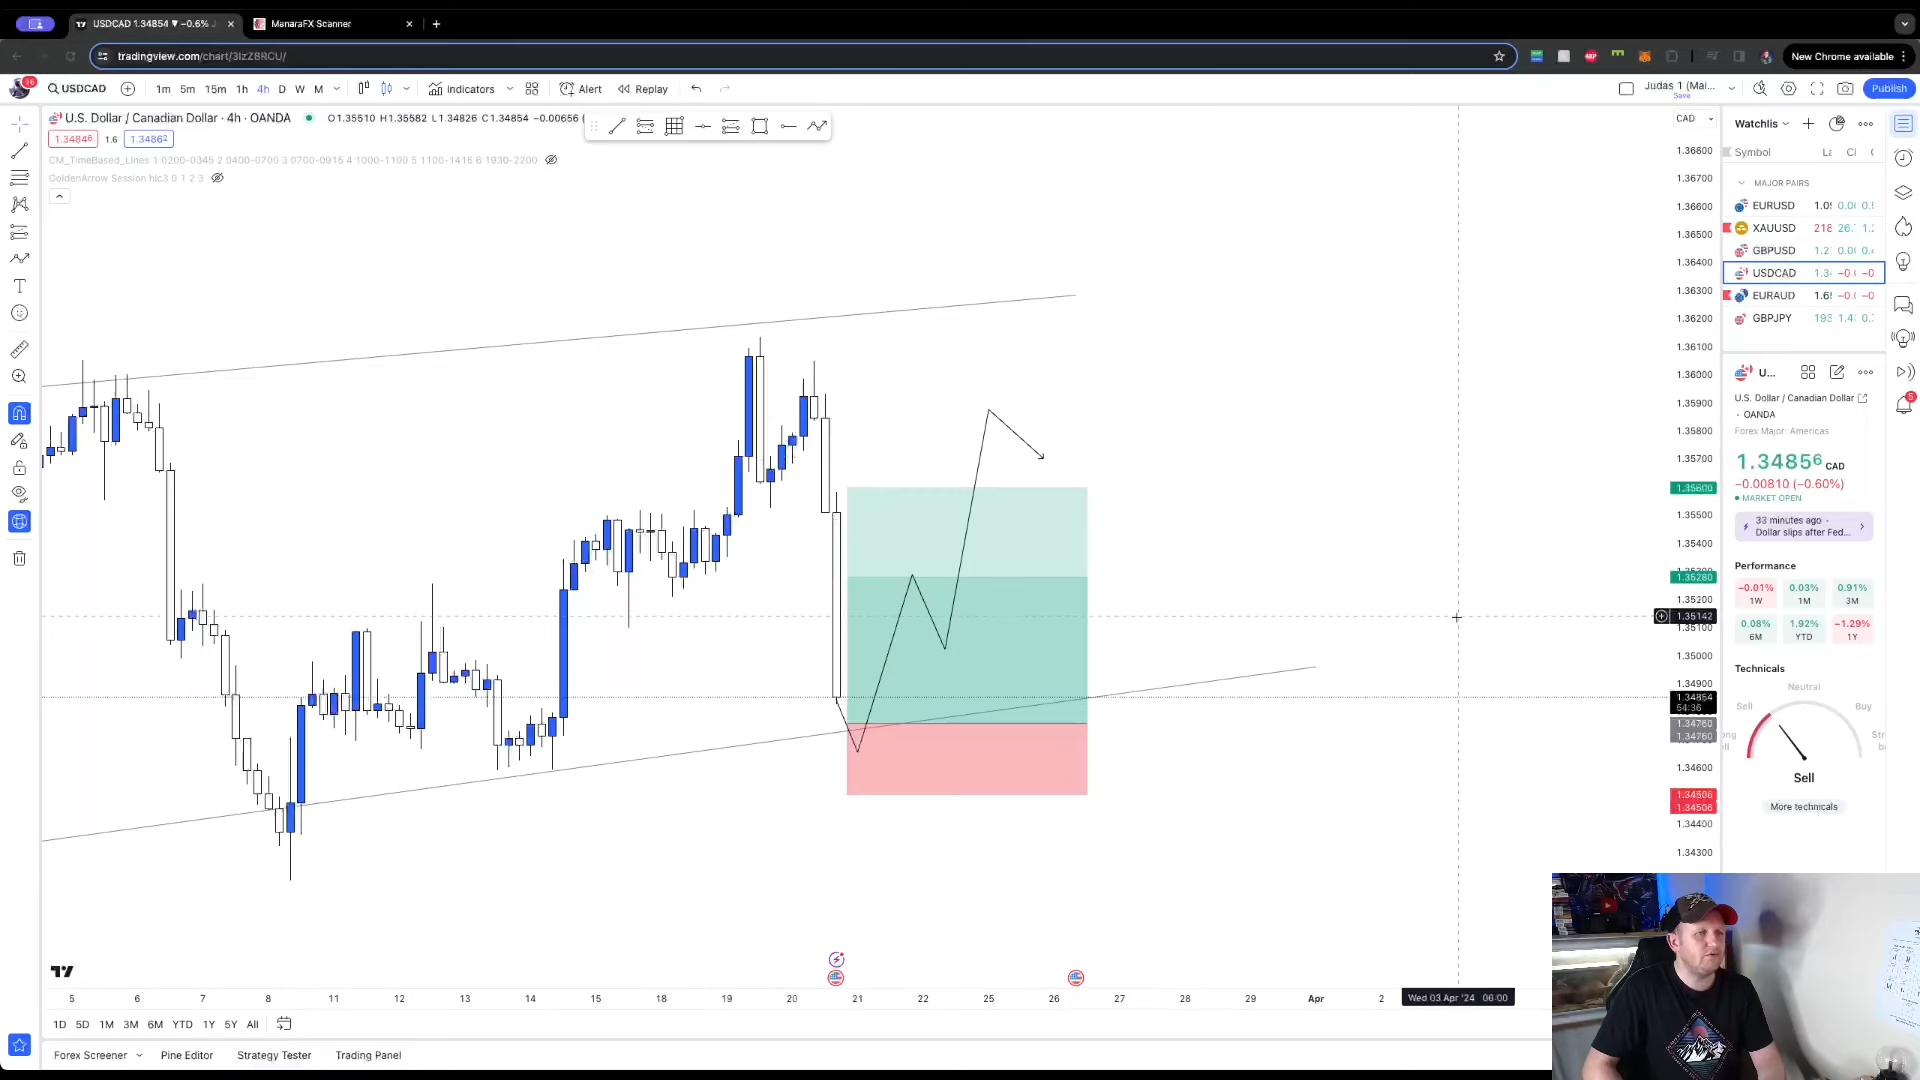 USDCAD 1.34854 ▼ −0.6%
ManaraFX Scanner
tradingview.com/chart/3IzZ8RCU/
New Chrome available
16
USDCAD
1m 5m 15m 1h 4h D W M
Indicators
Alert
Replay
Judas 1 (Mai...
Save
Publish
U.S. Dollar / Canadian Dollar · 4h · OANDA
O1.35510 H1.35582 L1.34826 C1.34854 −0.00656
1.34846 1.6 1.34862
CM_TimeBased_Lines 1 0200-0345 2 0400-0700 3 0700-0915 4 1000-1100 5 1100-1415 6 1930-2200
GoldenArrow Session hlc3 0 1 2 3
CAD
1.36800
1.36700
1.36600
1.36500
1.36400
1.36300
1.36200
1.36100
1.36000
1.35900
1.35800
1.35700
1.35600
1.35500
1.35400
1.35280
1.35200
1.35142
1.35100
1.35000
1.34900
1.34854
54:36
1.34760
1.34760
1.34600
1.34506
1.34506
1.34400
1.34300
Watchlis
Symbol
MAJOR PAIRS
EURUSD
XAUUSD
GBPUSD
USDCAD
EURAUD
GBPJPY
U...
U.S. Dollar / Canadian Dollar
· OANDA
Forex Major: Americas
1.34856 CAD
−0.00810 (−0.60%)
MARKET OPEN
33 minutes ago ·
Dollar slips after Fed...
Performance
−0.01% 0.03% 0.91%
1W 1M 3M
0.08% 1.92% −1.29%
6M YTD 1Y
Technicals
Neutral
Sell Buy
Sell
More technicals
5
5 6 7 8 11 12 13 14 15 18 19 20 21 22 25 26 27 28 29 Apr 2
Wed 03 Apr '24 06:00
1D 5D 1M 3M 6M YTD 1Y 5Y All
Forex Screener
Pine Editor
Strategy Tester
Trading Panel